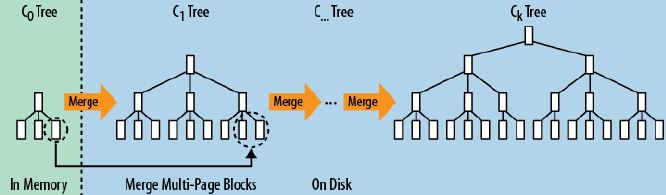 C0 Tree
C1 Tree
C... Tree
Ck Tree
Merge
Merge
...
Merge
In Memory
Merge Multi-Page Blocks
On Disk